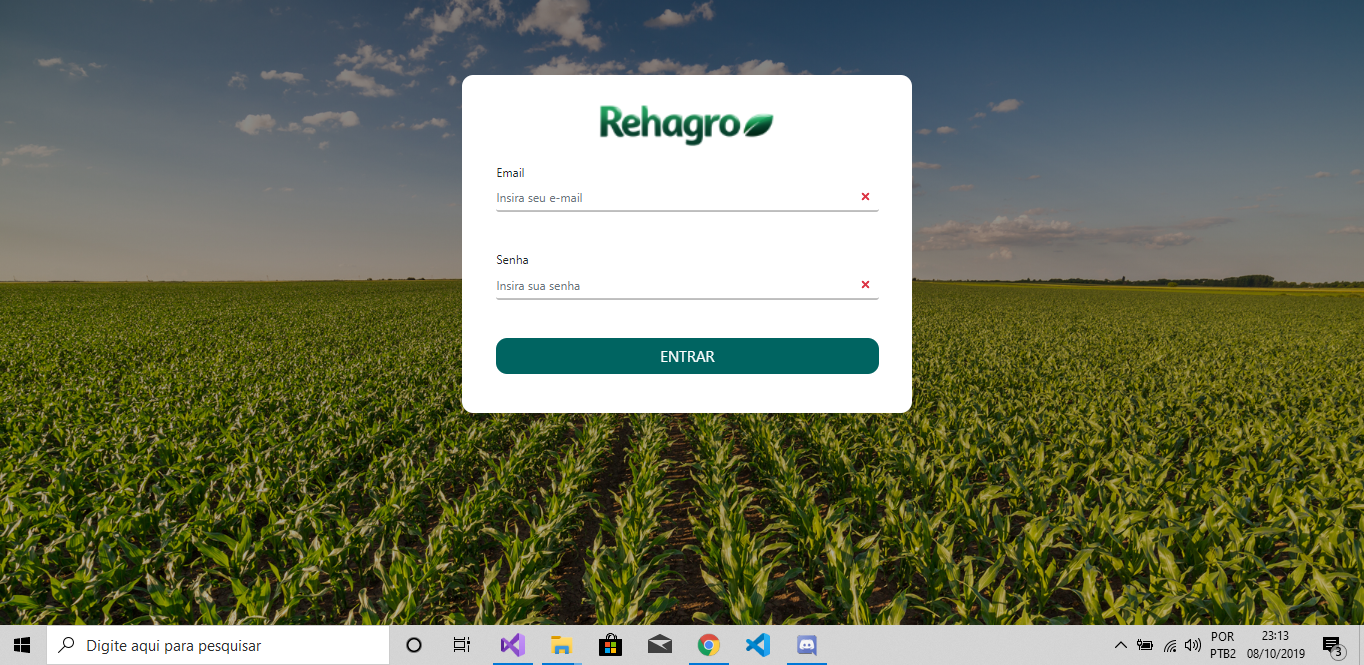 Rehagro
Email
Insira seu e-mail
Senha
Insira sua senha
ENTRAR
Digite aqui para pesquisar
POR
PTB2
23:13
08/10/2019
3